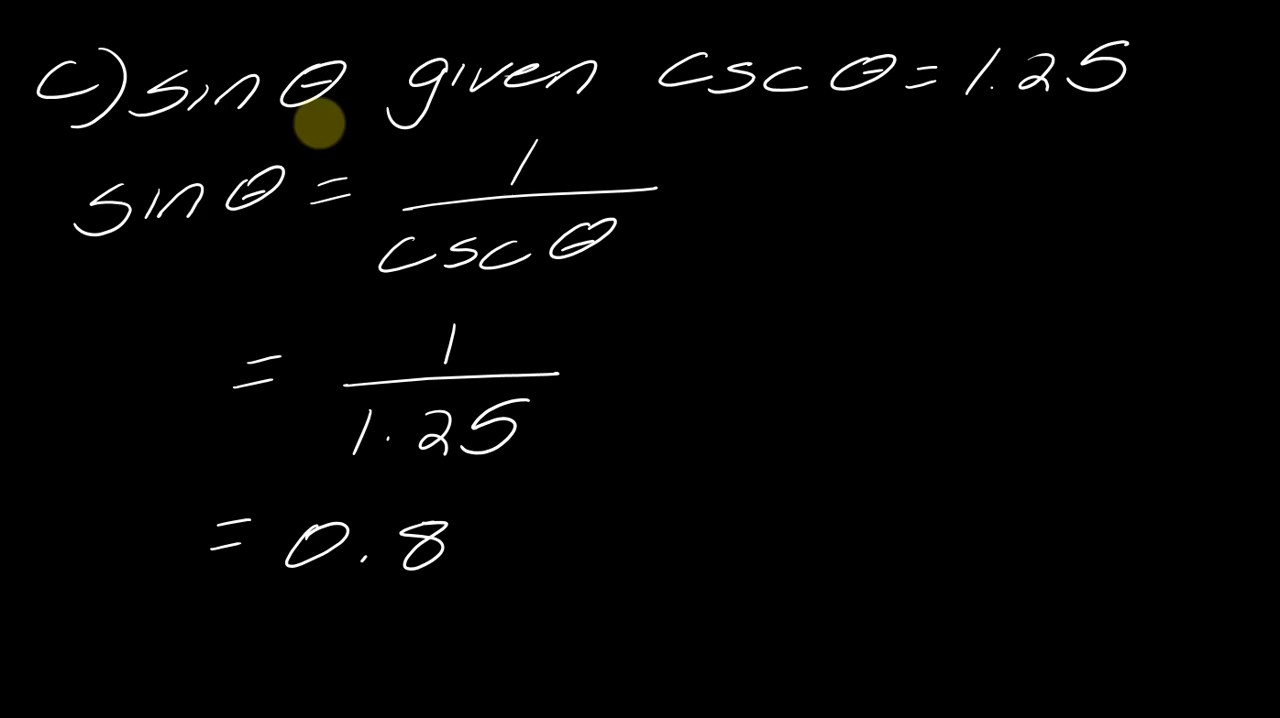 c) sin θ given csc θ = 1.25
sin θ = 1 / csc θ
= 1 / 1.25
= 0.8